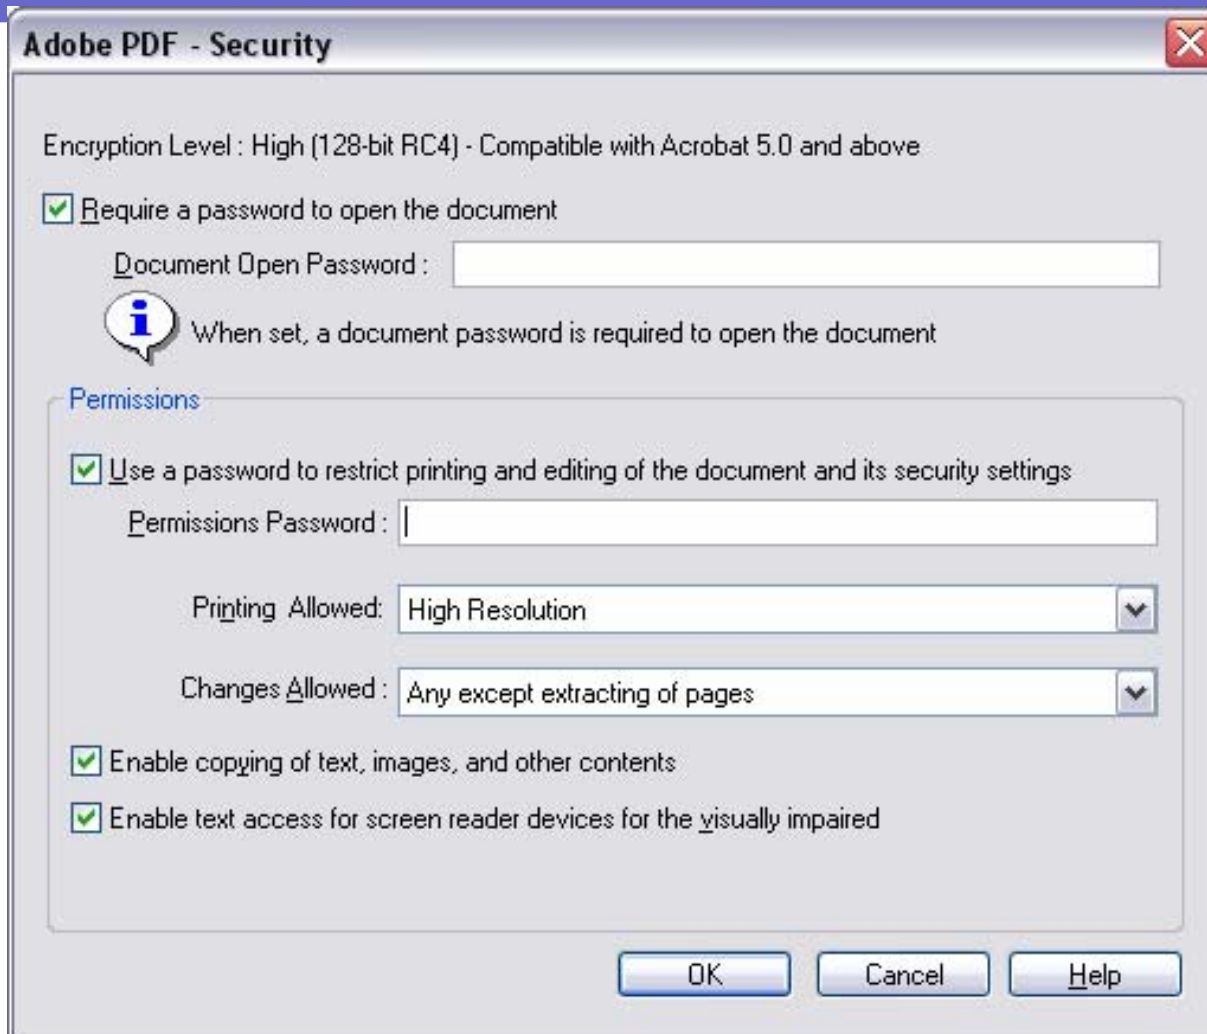 Adobe PDF - Security
Encryption Level : High (128-bit RC4) - Compatible with Acrobat 5.0 and above
Require a password to open the document
Document Open Password :
When set, a document password is required to open the document
Permissions
Use a password to restrict printing and editing of the document and its security settings
Permissions Password :
Printing Allowed: High Resolution
Changes Allowed : Any except extracting of pages
Enable copying of text, images, and other contents
Enable text access for screen reader devices for the visually impaired
OK Cancel Help